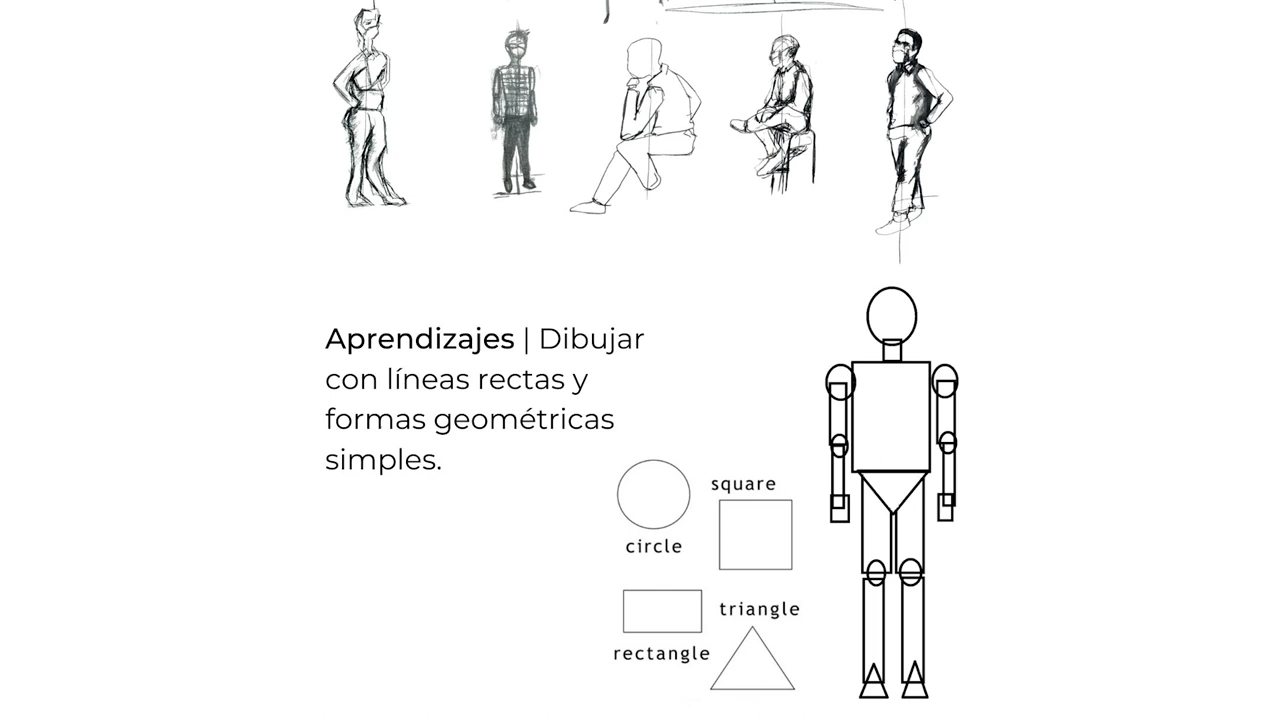 Aprendizajes | Dibujar
con líneas rectas y
formas geométricas
simples.
square
circle
triangle
rectangle